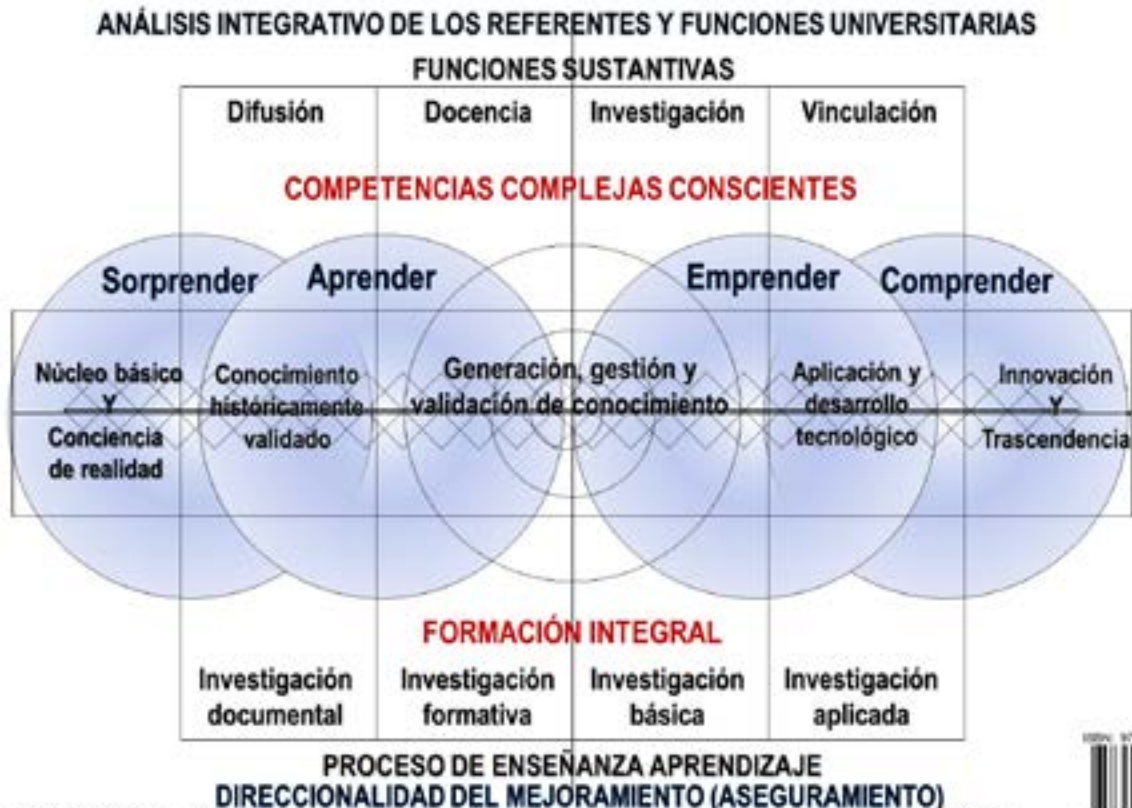 ANÁLISIS INTEGRATIVO DE LOS REFERENTES Y FUNCIONES UNIVERSITARIAS
FUNCIONES SUSTANTIVAS
Difusión Docencia Investigación Vinculación
COMPETENCIAS COMPLEJAS CONSCIENTES
Sorprender Aprender Emprender Comprender
Núcleo básico
Y
Conciencia
de realidad
Conocimiento
históricamente
validado
Generación, gestión y
validación de conocimiento
Aplicación y
desarrollo
tecnológico
Innovación
Y
Trascendencia
FORMACIÓN INTEGRAL
Investigación
documental
Investigación
formativa
Investigación
básica
Investigación
aplicada
PROCESO DE ENSEÑANZA APRENDIZAJE
DIRECCIONALIDAD DEL MEJORAMIENTO (ASEGURAMIENTO)